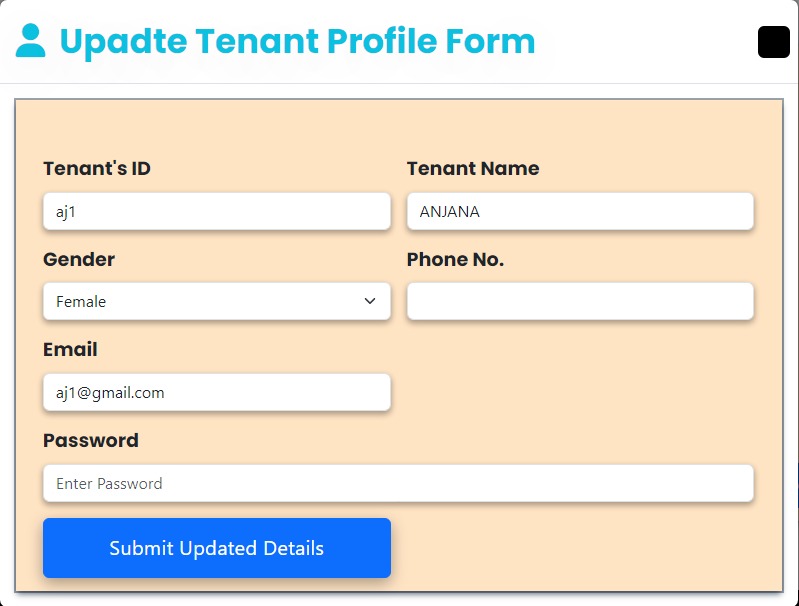 Upadte Tenant Profile Form
Tenant's ID
Tenant Name
aj1
ANJANA
Gender
Phone No.
Female
Email
aj1@gmail.com
Password
Enter Password
Submit Updated Details